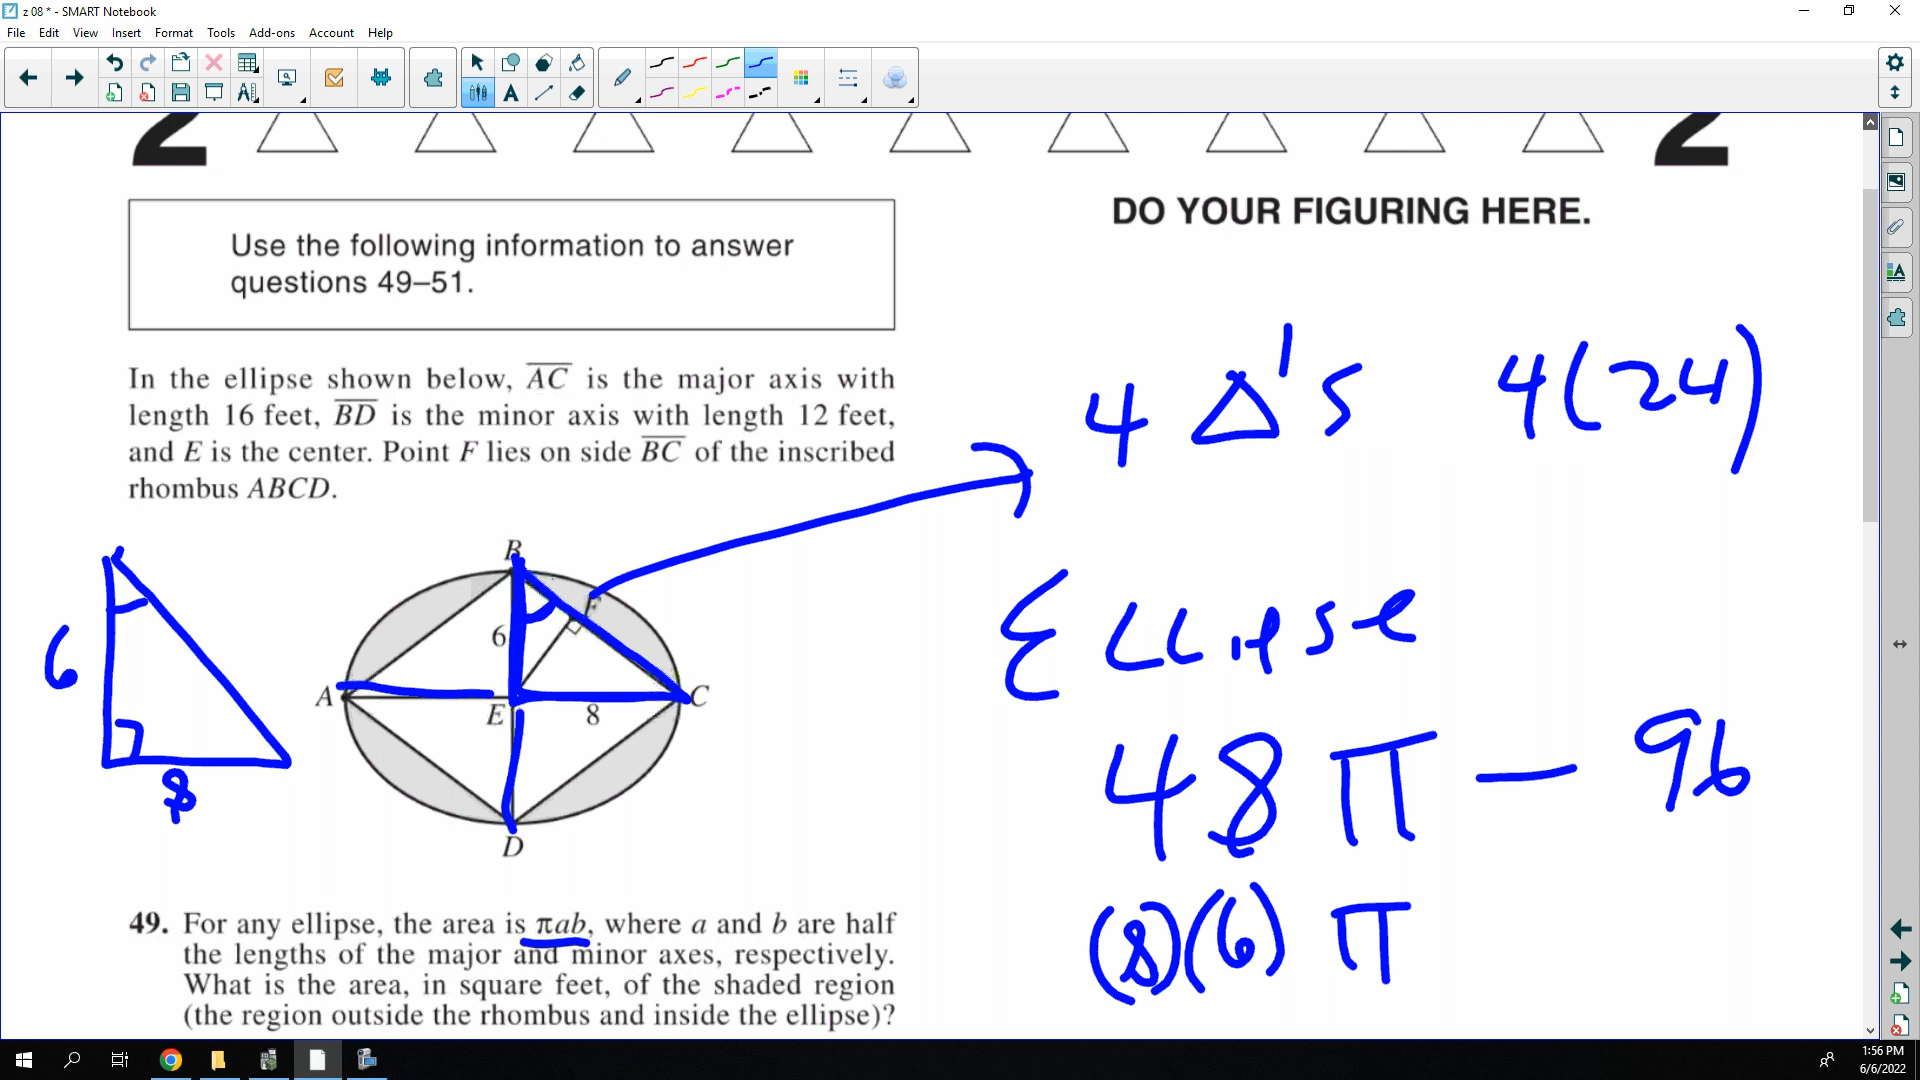 z 08 * - SMART Notebook
File Edit View Insert Format Tools Add-ons Account Help
2 2
Use the following information to answer
questions 49–51.
DO YOUR FIGURING HERE.
In the ellipse shown below, AC is the major axis with
length 16 feet, BD is the minor axis with length 12 feet,
and E is the center. Point F lies on side BC of the inscribed
rhombus ABCD.
4 Δ's 4(24)
B
F
6
6
A
E
8
C
8
D
Ellipse
48 π — 96
(8)(6) π
49. For any ellipse, the area is πab, where a and b are half
the lengths of the major and minor axes, respectively.
What is the area, in square feet, of the shaded region
(the region outside the rhombus and inside the ellipse)?
1:56 PM
6/6/2022